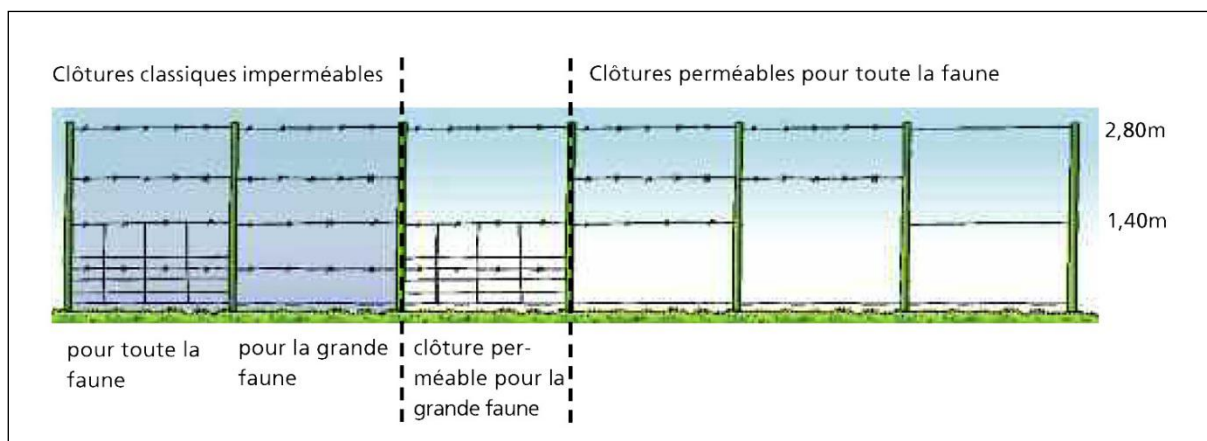 Clôtures classiques imperméables
Clôtures perméables pour toute la faune
2,80m
1,40m
pour toute la
faune
pour la grande
faune
clôture per-
méable pour la
grande faune